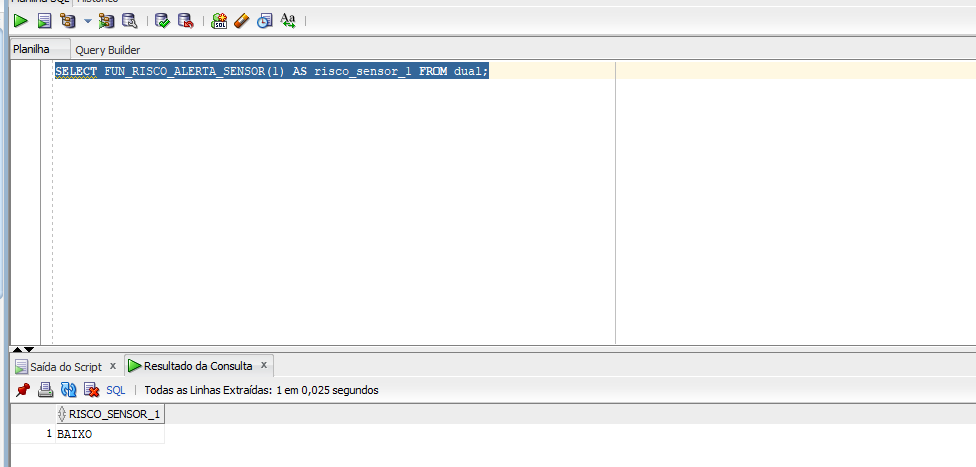 Planilha SQL Histórico
Planilha Query Builder
SELECT FUN_RISCO_ALERTA_SENSOR(1) AS risco_sensor_1 FROM dual;
Saída do Script x Resultado da Consulta x
SQL Todas as Linhas Extraídas: 1 em 0,025 segundos
RISCO_SENSOR_1
1 BAIXO